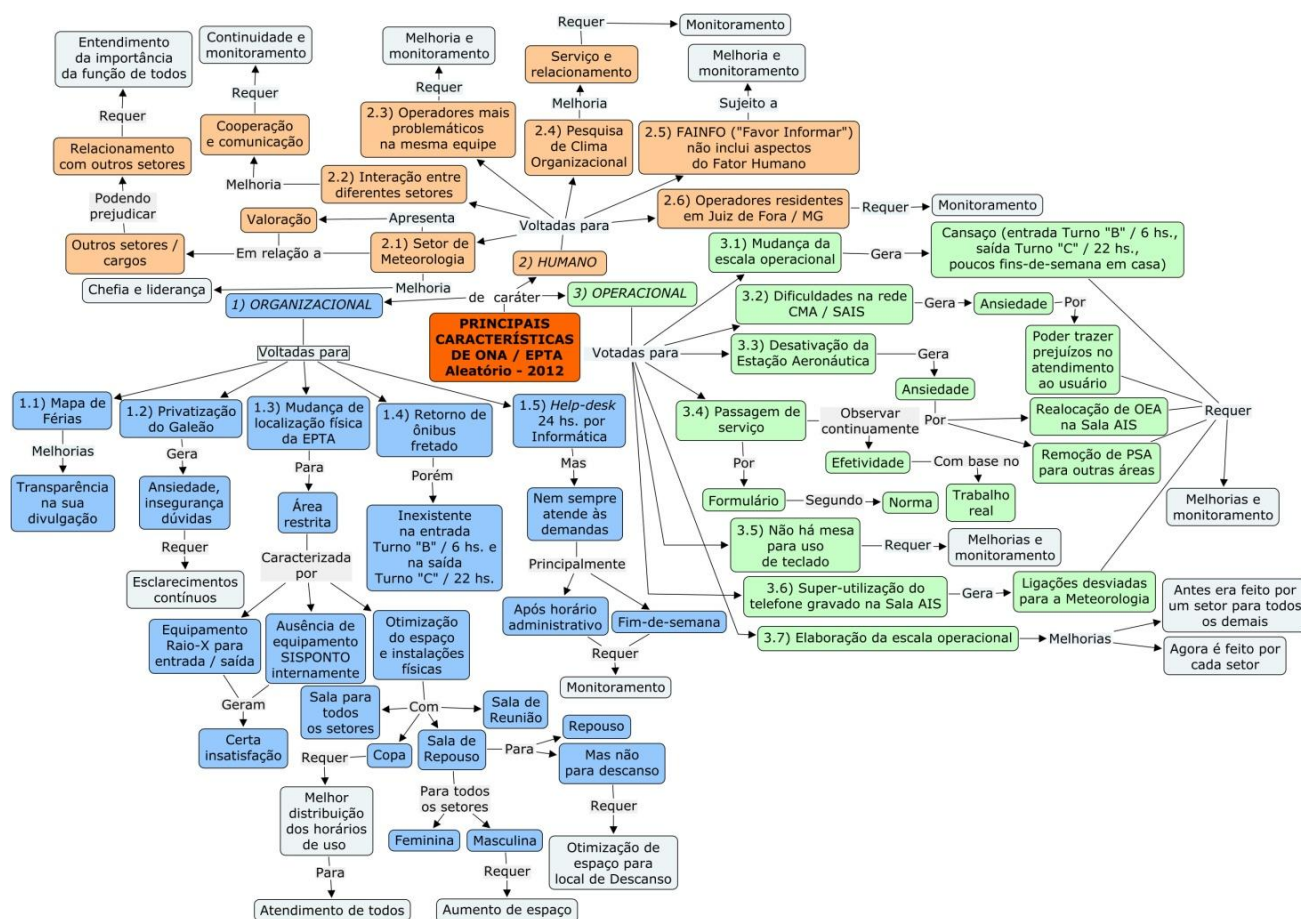 Requer
Monitoramento
Entendimento
da importância
da função de todos
Continuidade e
monitoramento
Melhoria e
monitoramento
Serviço e
relacionamento
Melhoria e
monitoramento
Requer
Requer
Requer
Melhoria
Sujeito a
Relacionamento
com outros setores
Cooperação
e comunicação
2.3) Operadores mais
problemáticos
na mesma equipe
2.4) Pesquisa
de Clima
Organizacional
2.5) FAINFO ("Favor Informar")
não inclui aspectos
do Fator Humano
Podendo
prejudicar
Melhoria
2.2) Interação entre
diferentes setores
2.6) Operadores residentes
em Juiz de Fora / MG
Requer
Monitoramento
Valoração
Apresenta
Voltadas para
Outros setores /
cargos
Em relação a
2.1) Setor de
Meteorologia
2) HUMANO
Chefia e liderança
Melhoria
1) ORGANIZACIONAL
de caráter
3) OPERACIONAL
PRINCIPAIS
CARACTERÍSTICAS
DE ONA / EPTA
Aleatório - 2012
3.1) Mudança da
escala operacional
Gera
Cansaço (entrada Turno "B" / 6 hs.,
saída Turno "C" / 22 hs.,
poucos fins-de-semana em casa)
3.2) Dificuldades na rede
CMA / SAIS
Gera
Ansiedade
Por
Poder trazer
prejuízos no
atendimento
ao usuário
Voltadas para
Votadas para
3.3) Desativação da
Estação Aeronáutica
Gera
Ansiedade
Por
Realocação de OEA
na Sala AIS
Remoção de PSA
para outras áreas
Requer
Melhorias e
monitoramento
3.4) Passagem de
serviço
Observar
continuamente
Efetividade
Com base no
Trabalho
real
Por
Formulário
Segundo
Norma
3.5) Não há mesa
para uso
de teclado
Requer
Melhorias e
monitoramento
3.6) Super-utilização do
telefone gravado na Sala AIS
Gera
Ligações desviadas
para a Meteorologia
3.7) Elaboração da escala operacional
Melhorias
Antes era feito por
um setor para todos
os demais
Agora é feito por
cada setor
1.1) Mapa de
Férias
1.2) Privatização
do Galeão
1.3) Mudança de
localização física
da EPTA
1.4) Retorno de
ônibus
fretado
1.5) Help-desk
24 hs. por
Informática
Melhorias
Gera
Para
Porém
Mas
Transparência
na sua
divulgação
Ansiedade,
insegurança
dúvidas
Área
restrita
Inexistente
na entrada
Turno "B" / 6 hs. e
na saída
Turno "C" / 22 hs.
Nem sempre
atende às
demandas
Requer
Caracterizada
por
Principalmente
Esclarecimentos
contínuos
Equipamento
Raio-X para
entrada / saída
Ausência de
equipamento
SISPONTO
internamente
Otimização
do espaço
e instalações
físicas
Após horário
administrativo
Fim-de-semana
Requer
Monitoramento
Geram
Certa
insatisfação
Sala para
todos
os setores
Com
Sala de
Reunião
Requer
Copa
Sala de
Repouso
Para
Repouso
Mas não
para descanso
Melhor
distribuição
dos horários
de uso
Para todos
os setores
Requer
Feminina
Masculina
Otimização de
espaço para
local de Descanso
Para
Requer
Atendimento de todos
Aumento de espaço